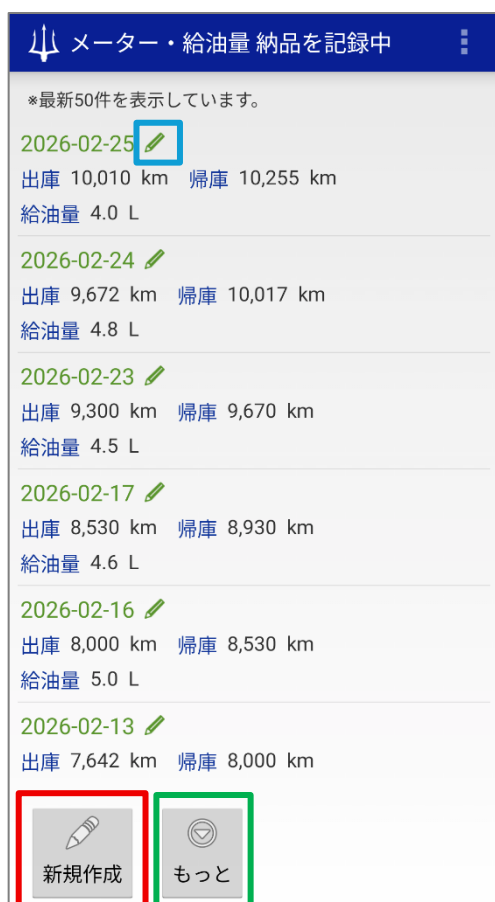 メーター・給油量 納品を記録中
※最新50件を表示しています。
2026-02-25
出庫 10,010 km 帰庫 10,255 km
給油量 4.0 L
2026-02-24
出庫 9,672 km 帰庫 10,017 km
給油量 4.8 L
2026-02-23
出庫 9,300 km 帰庫 9,670 km
給油量 4.5 L
2026-02-17
出庫 8,530 km 帰庫 8,930 km
給油量 4.6 L
2026-02-16
出庫 8,000 km 帰庫 8,530 km
給油量 5.0 L
2026-02-13
出庫 7,642 km 帰庫 8,000 km
新規作成 もっと